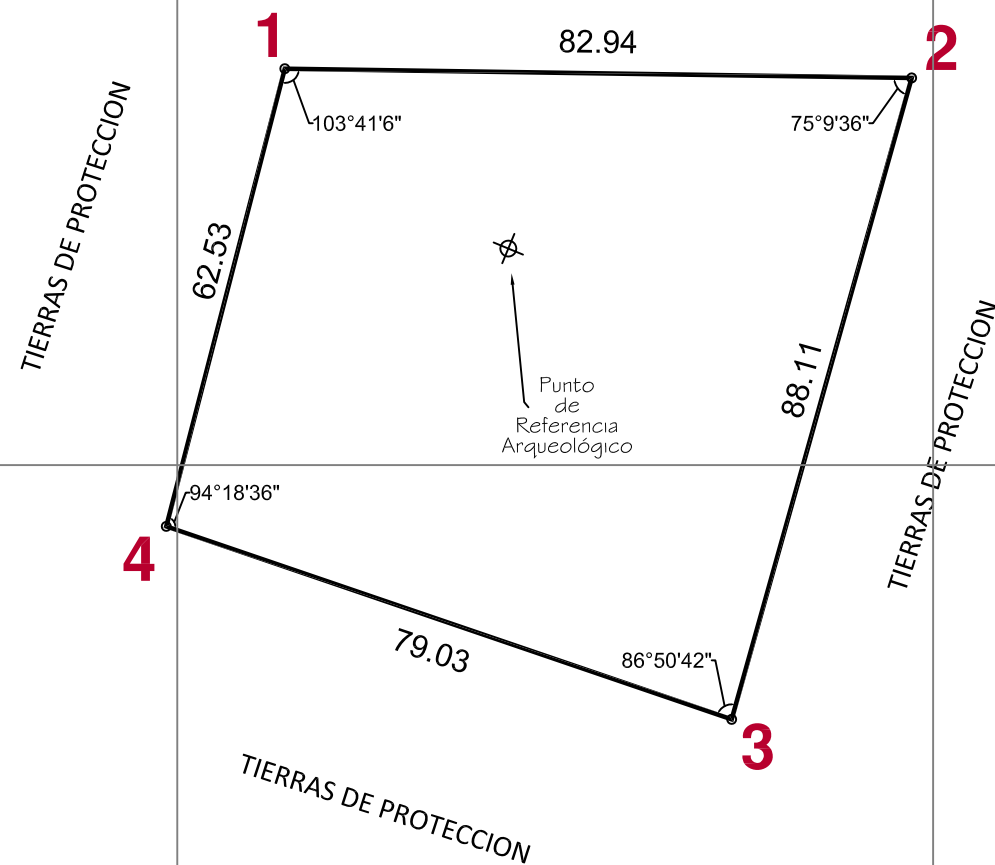 1
82.94
2
103°41'6"
75°9'36"
TIERRAS DE PROTECCION
62.53
88.11
Punto
de
Referencia
Arqueológico
TIERRAS DE PROTECCION
94°18'36"
4
79.03
86°50'42"
3
TIERRAS DE PROTECCION